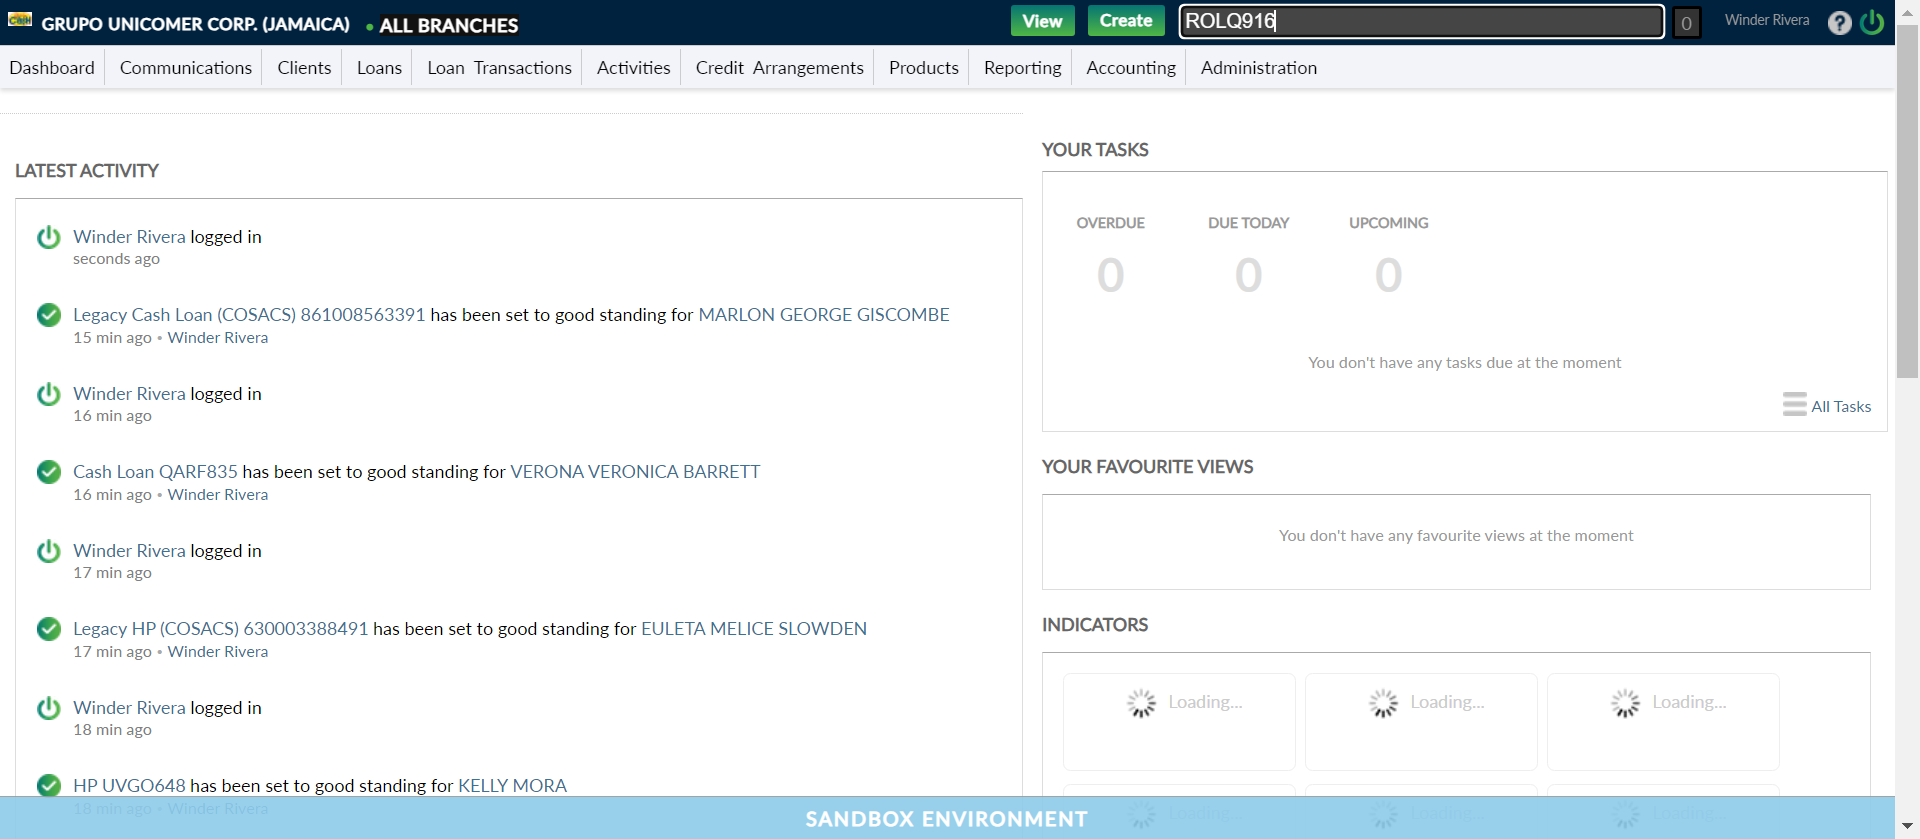 GRUPO UNICOMER CORP. (JAMAICA) • ALL BRANCHES
View Create ROLQ916 0 Winder Rivera ?
Dashboard Communications Clients Loans Loan Transactions Activities Credit Arrangements Products Reporting Accounting Administration
LATEST ACTIVITY
Winder Rivera logged in
seconds ago
Legacy Cash Loan (COSACS) 861008563391 has been set to good standing for MARLON GEORGE GISCOMBE
15 min ago • Winder Rivera
Winder Rivera logged in
16 min ago
Cash Loan QARF835 has been set to good standing for VERONA VERONICA BARRETT
16 min ago • Winder Rivera
Winder Rivera logged in
17 min ago
Legacy HP (COSACS) 630003388491 has been set to good standing for EULETA MELICE SLOWDEN
17 min ago • Winder Rivera
Winder Rivera logged in
18 min ago
HP UVGO648 has been set to good standing for KELLY MORA
18 min ago • Winder Rivera
YOUR TASKS
OVERDUE DUE TODAY UPCOMING
0 0 0
You don't have any tasks due at the moment
All Tasks
YOUR FAVOURITE VIEWS
You don't have any favourite views at the moment
INDICATORS
Loading... Loading... Loading...
Loading... Loading... Loading...
SANDBOX ENVIRONMENT